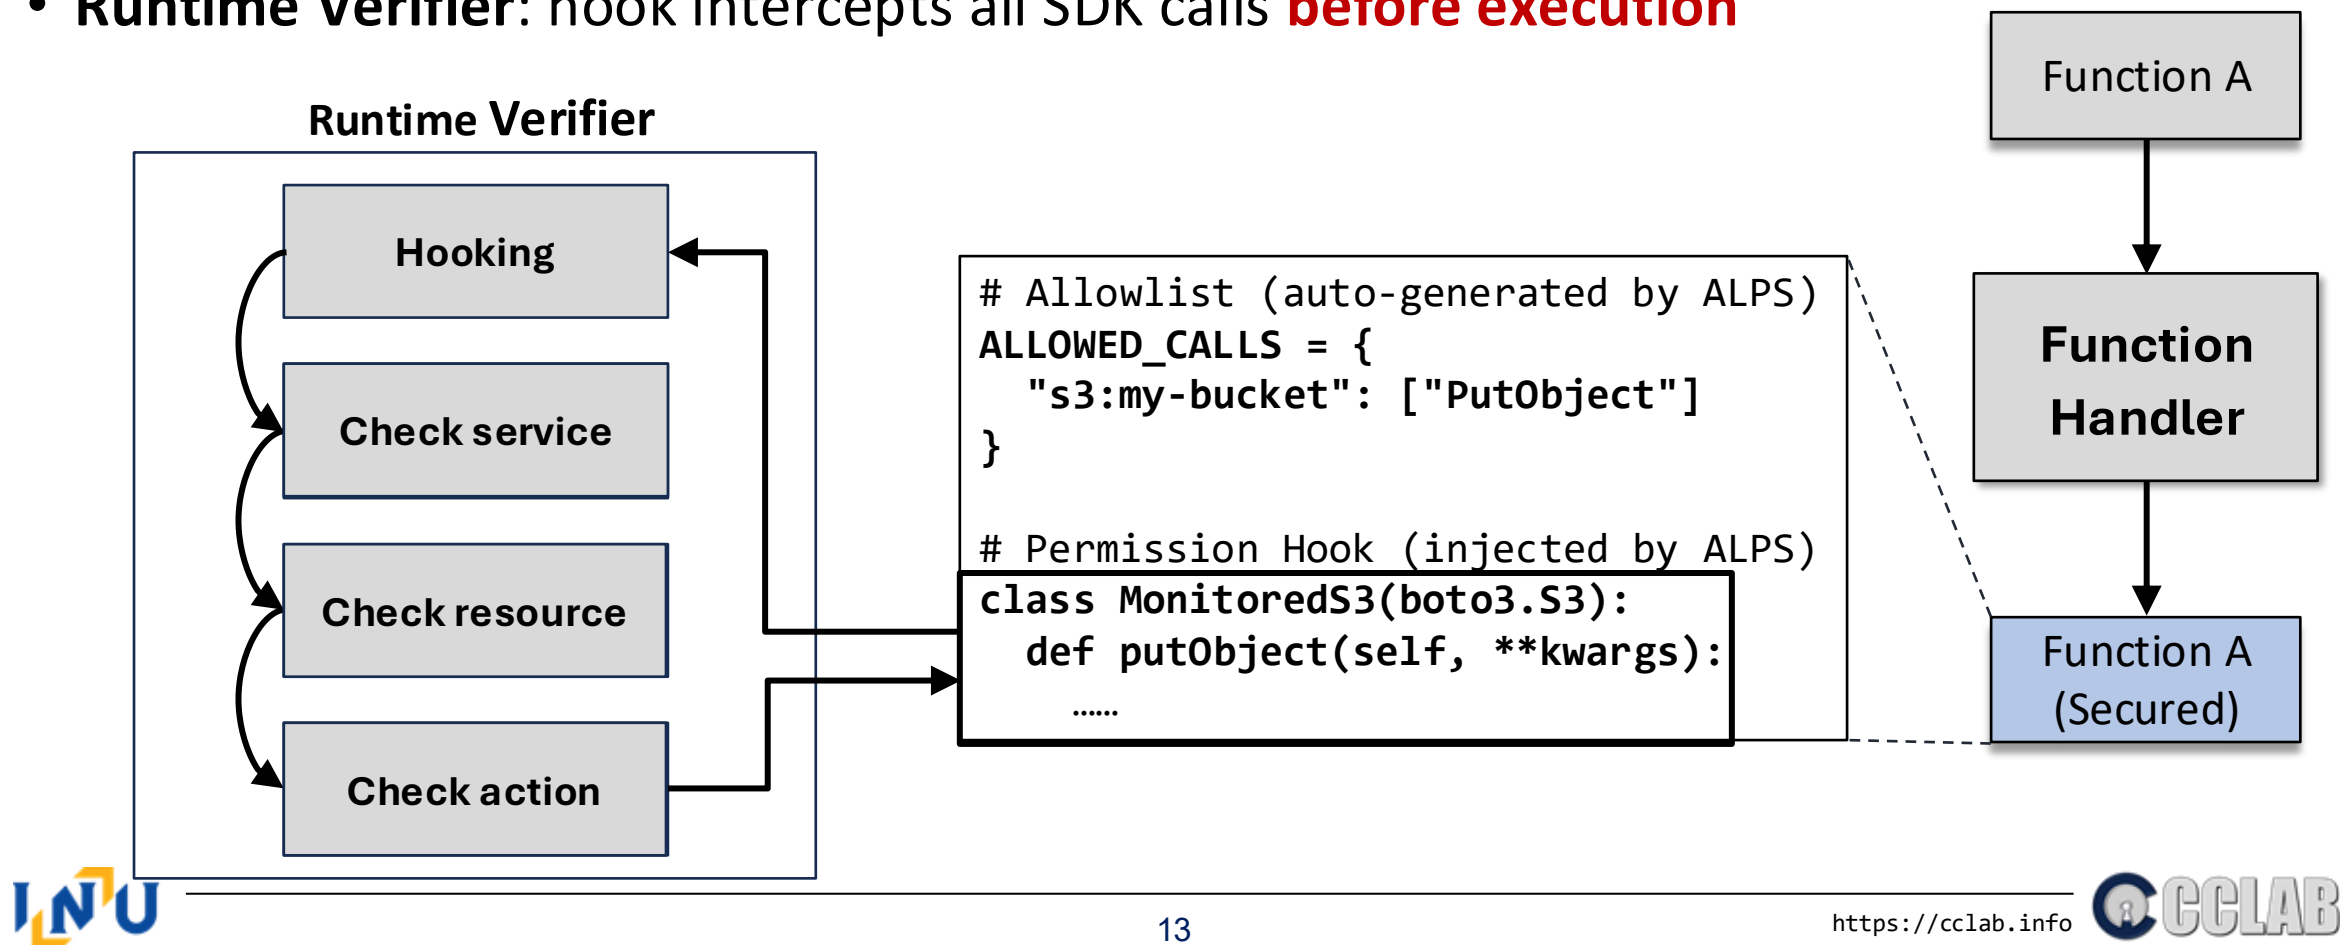 • Runtime Verifier: hook intercepts all SDK calls before execution
Runtime Verifier
Hooking
Check service
Check resource
Check action
# Allowlist (auto-generated by ALPS)
ALLOWED_CALLS = {
"s3:my-bucket": ["PutObject"]
}
# Permission Hook (injected by ALPS)
class MonitoredS3(boto3.S3):
def putObject(self, **kwargs):
......
Function A
Function
Handler
Function A
(Secured)
INU
13
https://cclab.info
CCLAB